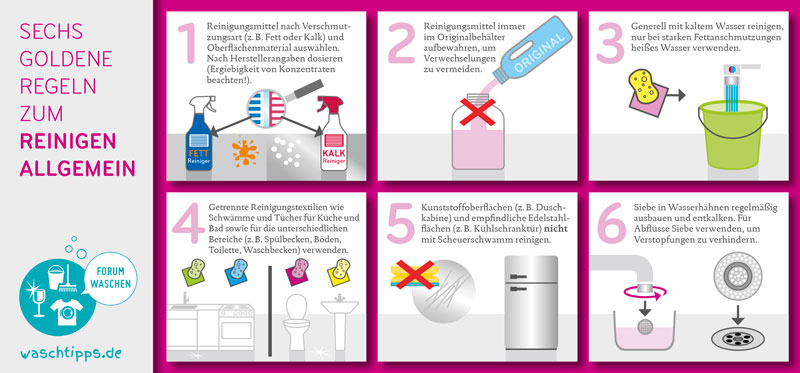 SECHS
GOLDENE
REGELN
ZUM
REINIGEN
ALLGEMEIN
FORUM
WASCHEN
waschtipps.de
1
Reinigungsmittel nach Verschmut-
zungsart (z. B. Fett oder Kalk) und
Oberflächenmaterial auswählen.
Nach Herstellerangaben dosieren
(Ergiebigkeit von Konzentraten
beachten!).
FETT
Reiniger
KALK
Reiniger
2
Reinigungsmittel immer
im Originalbehälter
aufbewahren, um
Verwechselungen
zu vermeiden.
ORIGINAL
3
Generell mit kaltem Wasser reinigen,
nur bei starken Fettanschmutzungen
heißes Wasser verwenden.
4
Getrennte Reinigungstextilien wie
Schwämme und Tücher für Küche und
Bad sowie für die unterschiedlichen
Bereiche (z. B. Spülbecken, Böden,
Toilette, Waschbecken) verwenden.
5
Kunststoffoberflächen (z. B. Dusch-
kabine) und empfindliche Edelstahl-
flächen (z. B. Kühlschranktür) nicht
mit Scheuerschwamm reinigen.
6
Siebe in Wasserhähnen regelmäßig
ausbauen und entkalken. Für
Abflüsse Siebe verwenden, um
Verstopfungen zu verhindern.